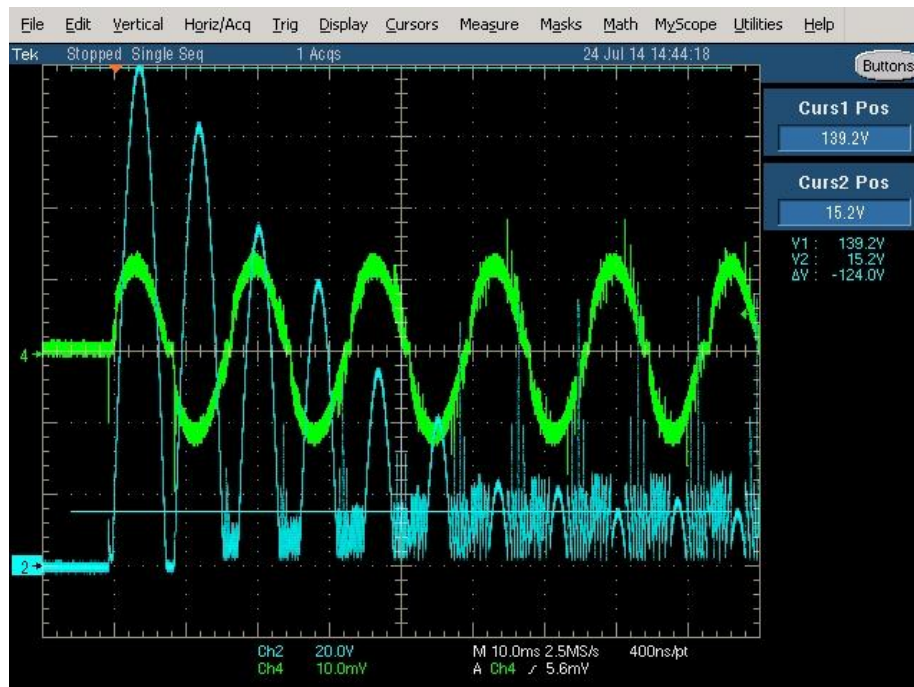 File Edit Vertical Horiz/Acq Trig Display Cursors Measure Masks Math MyScope Utilities Help
Tek Stopped Single Seq 1 Acqs 24 Jul 14 14:44:18
Buttons
Curs1 Pos
139.2V
Curs2 Pos
15.2V
V1 : 139.2V
V2 : 15.2V
ΔV : -124.0V
4
2
Ch2 20.0V M 10.0ms 2.5MS/s 400ns/pt
Ch4 10.0mV A Ch4 ∫ 5.6mV